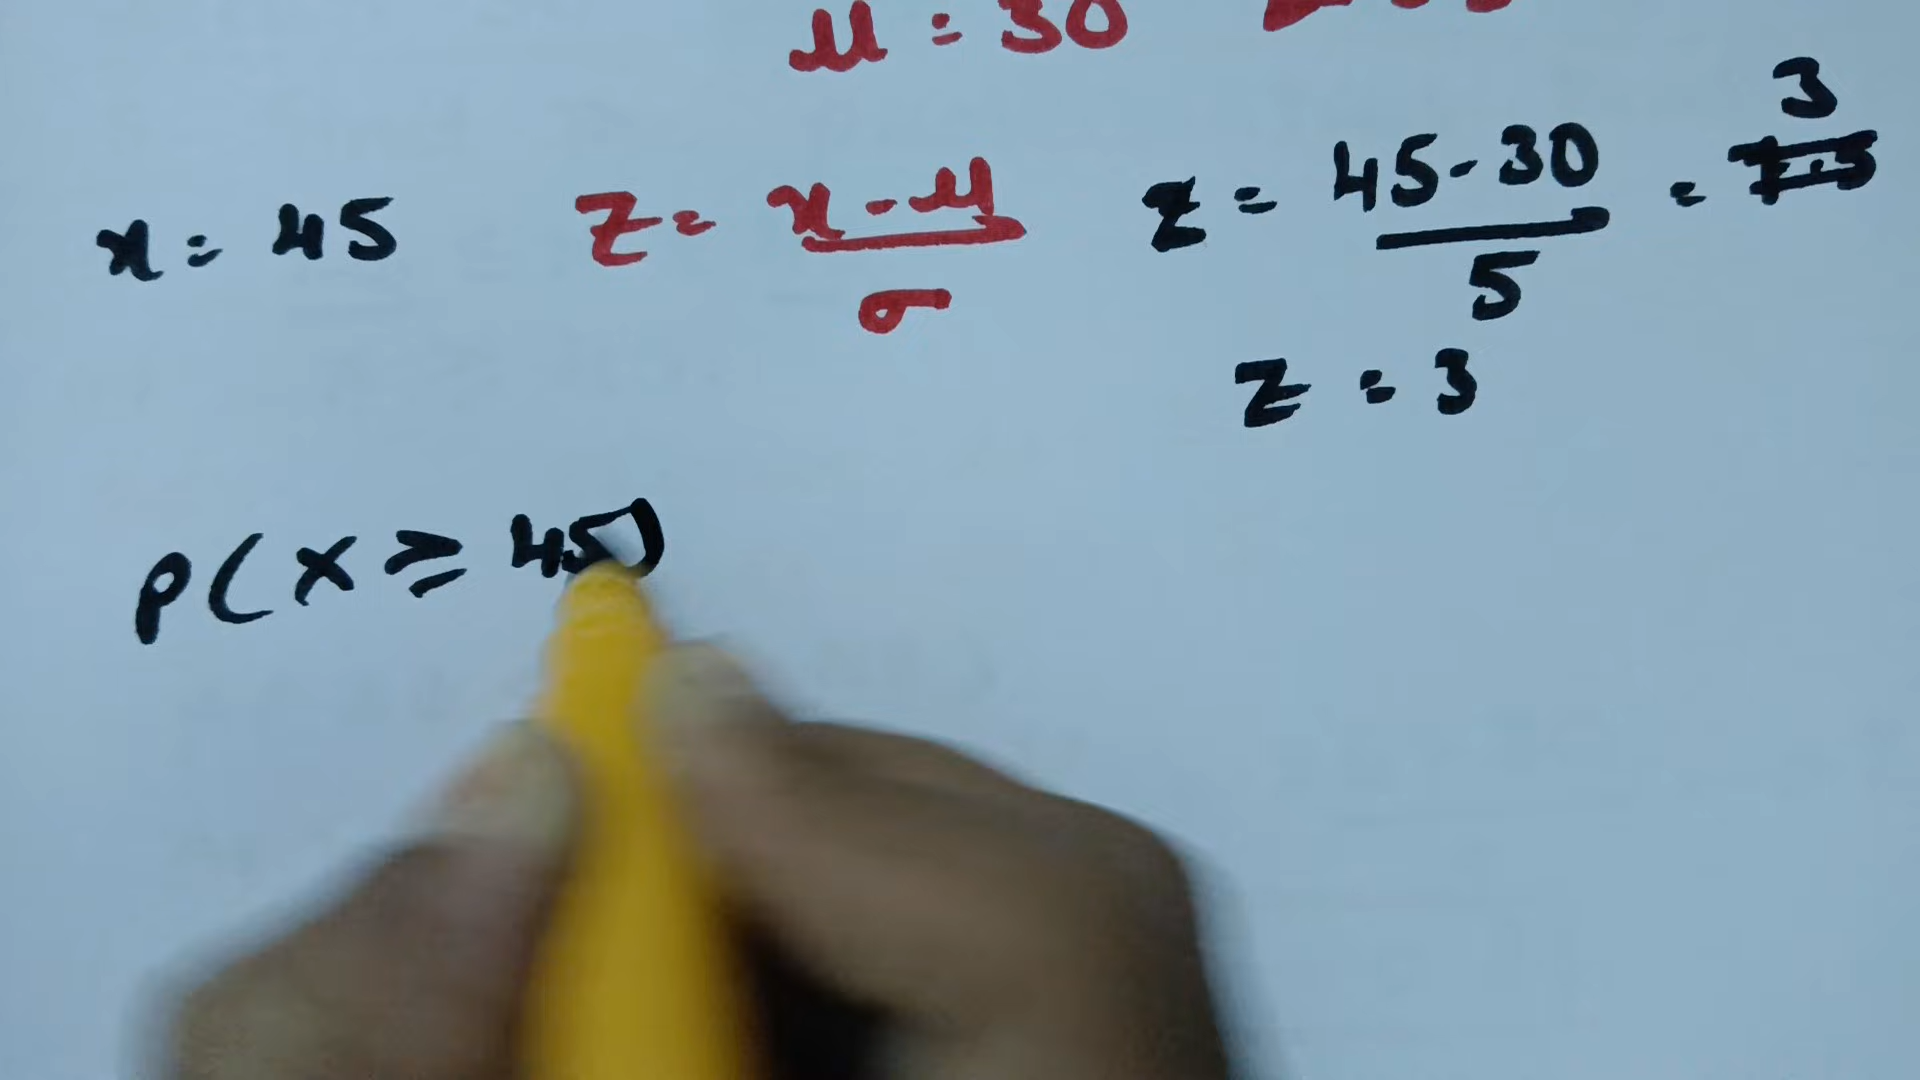 μ = 30
x = 45 z = x - μ / σ z = 45 - 30 / 5 = 3
z = 3
P(X ≥ 45)